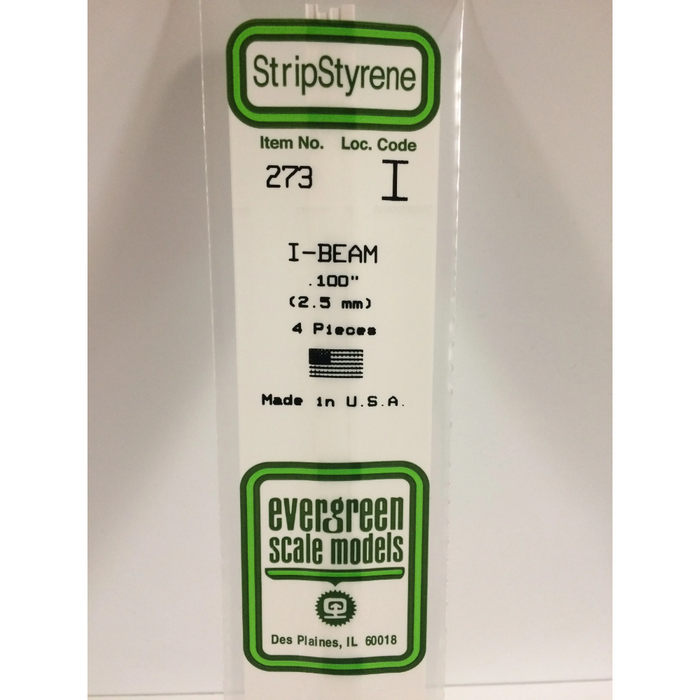 StripStyrene
Item No. Loc. Code
273 I
I-BEAM
.100"
(2.5 mm)
4 Pieces
Made in U.S.A.
evergreen
scale models
Des Plaines, IL 60018